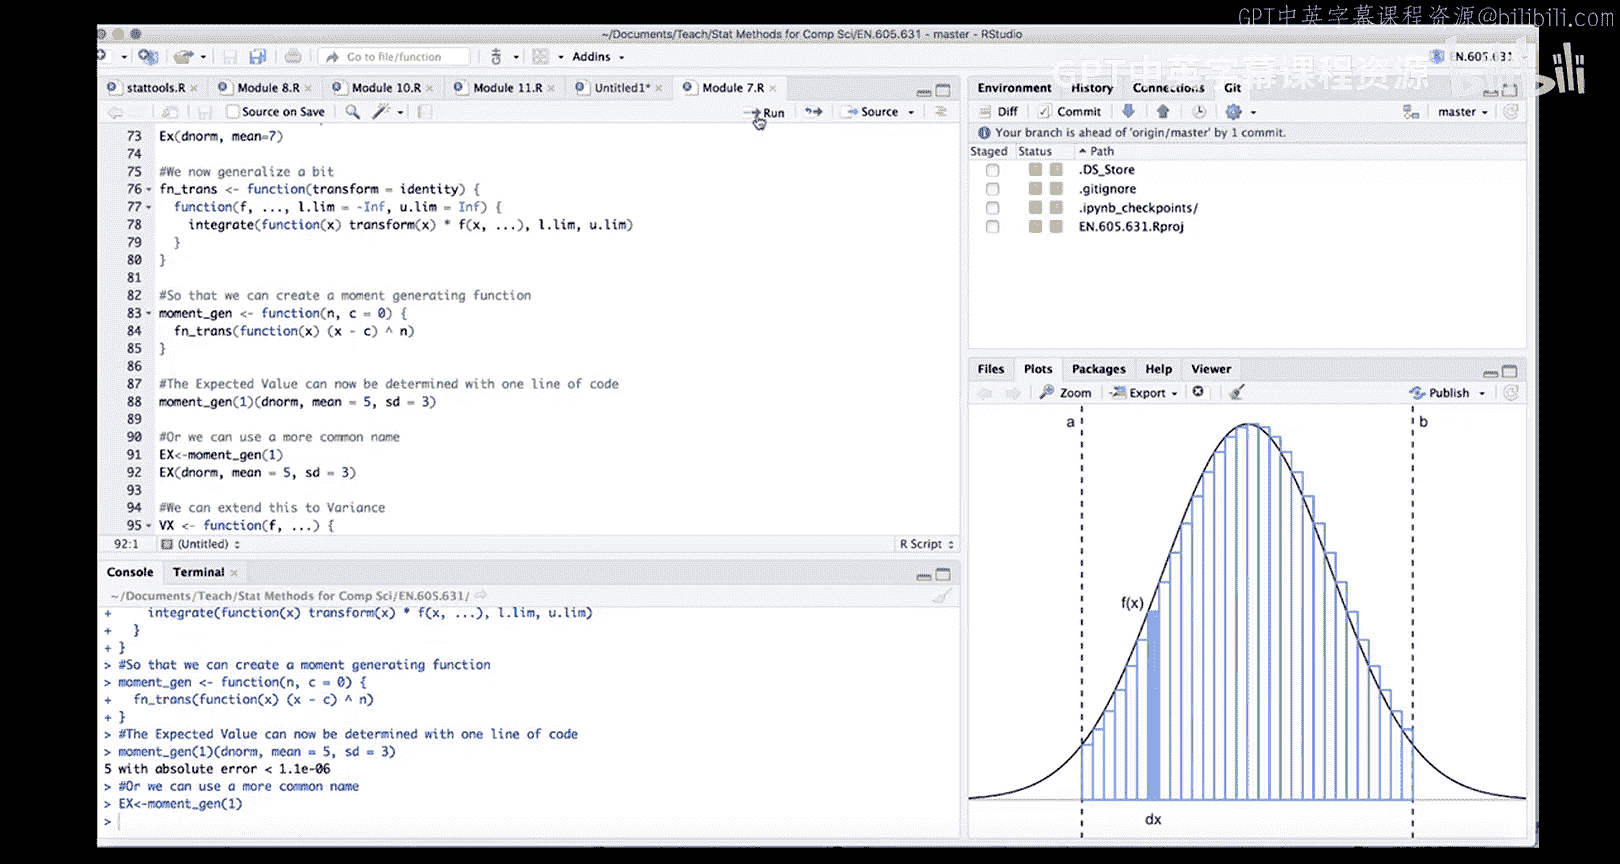 GPT中英字幕课程资源@bilibili.com
~/Documents/Teach/Stat Methods for Comp Sci/EN.605.631 - master - RStudio
Go to file/function
Addins
EN.605.631
GPT中英字幕课程资源 bilibili
stattools.R
Module 8.R
Module 10.R
Module 11.R
Untitled1*
Module 7.R
Source on Save
Run
Source
73 Ex(dnorm, mean=7)
74
75 #We now generalize a bit
76 fn_trans <- function(transform = identity) {
77 function(f, ..., l.lim = -Inf, u.lim = Inf) {
78 integrate(function(x) transform(x) * f(x, ...), l.lim, u.lim)
79 }
80 }
81
82 #So that we can create a moment generating function
83 moment_gen <- function(n, c = 0) {
84 fn_trans(function(x) (x - c) ^ n)
85 }
86
87 #The Expected Value can now be determined with one line of code
88 moment_gen(1)(dnorm, mean = 5, sd = 3)
89
90 #Or we can use a more common name
91 EX<-moment_gen(1)
92 EX(dnorm, mean = 5, sd = 3)
93
94 #We can extend this to Variance
95 VX <- function(f, ...) {
92:1
(Untitled)
R Script
Console
Terminal
~/Documents/Teach/Stat Methods for Comp Sci/EN.605.631/
+ integrate(function(x) transform(x) * f(x, ...), l.lim, u.lim)
+ }
+ }
> #So that we can create a moment generating function
> moment_gen <- function(n, c = 0) {
+ fn_trans(function(x) (x - c) ^ n)
+ }
> #The Expected Value can now be determined with one line of code
> moment_gen(1)(dnorm, mean = 5, sd = 3)
5 with absolute error < 1.1e-06
> #Or we can use a more common name
> EX<-moment_gen(1)
>
Environment
History
Connections
Git
Diff
Commit
master
Your branch is ahead of 'origin/master' by 1 commit.
Staged
Status
Path
.DS_Store
.gitignore
.ipynb_checkpoints/
EN.605.631.Rproj
Files
Plots
Packages
Help
Viewer
Zoom
Export
Publish
a
b
f(x)
dx